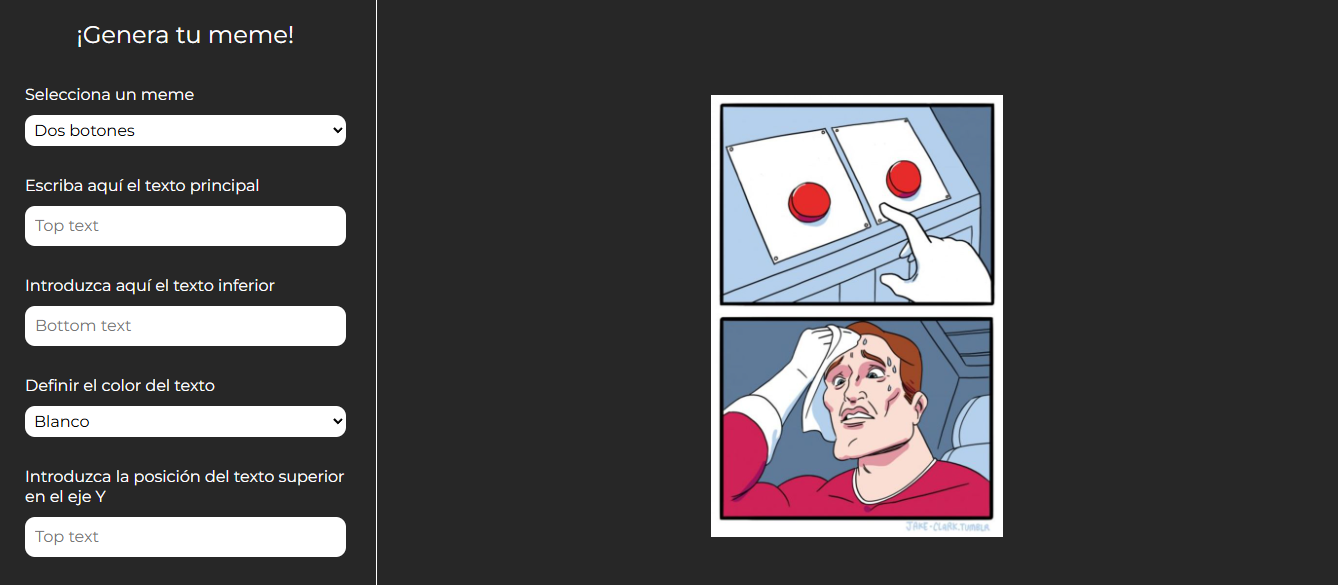 ¡Genera tu meme!
Selecciona un meme
Dos botones
Escriba aquí el texto principal
Top text
Introduzca aquí el texto inferior
Bottom text
Definir el color del texto
Blanco
Introduzca la posición del texto superior
en el eje Y
Top text
JAKE-CLARK.TUMBLR